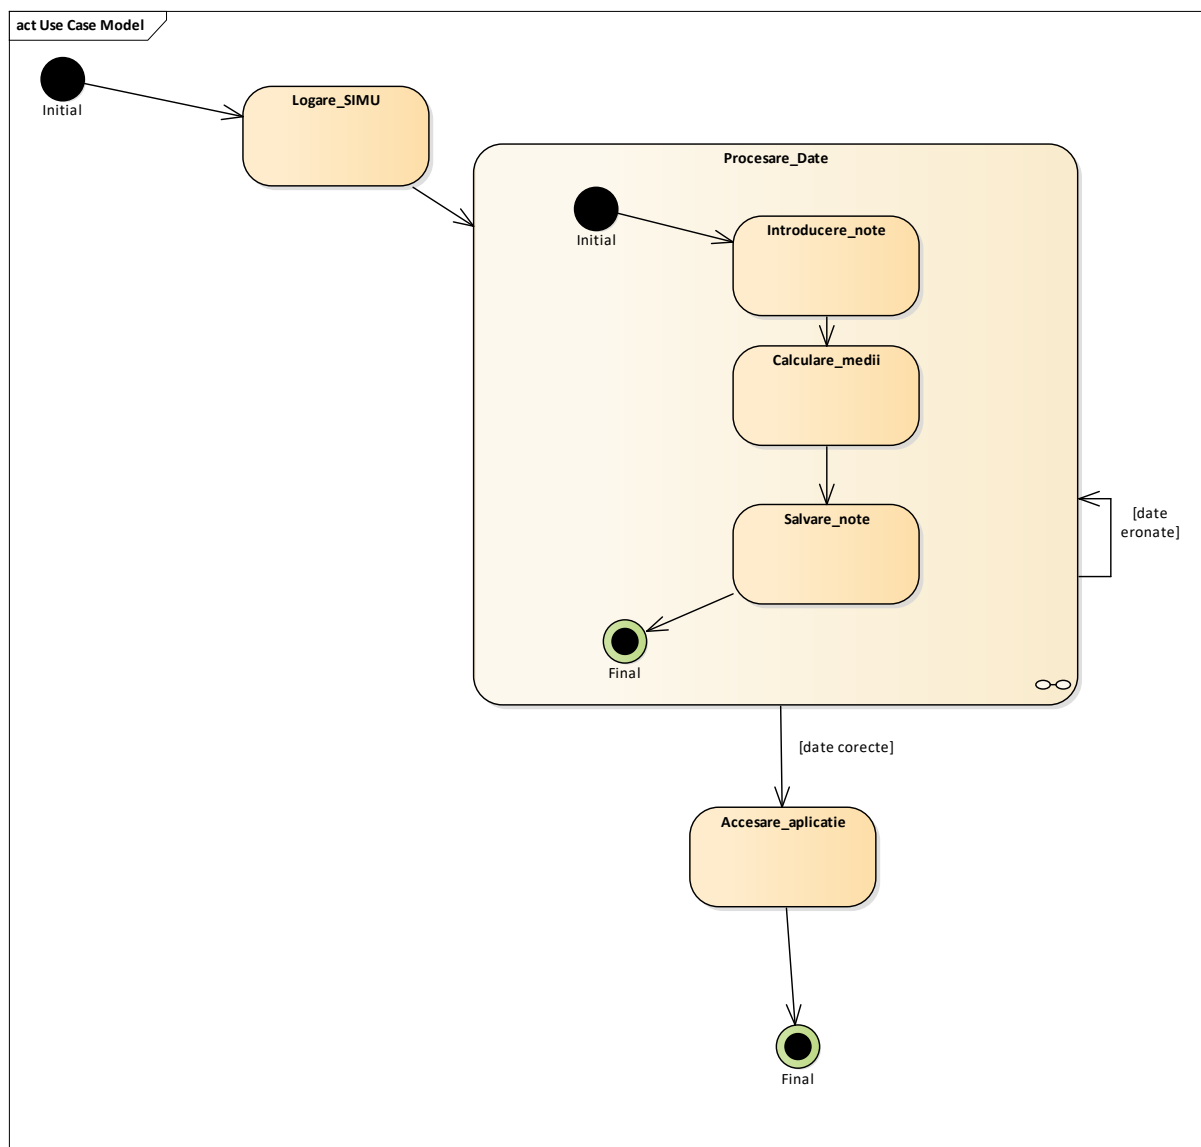 act Use Case Model
Initial
Logare_SIMU
Procesare_Date
Initial
Introducere_note
Calculare_medii
Salvare_note
[date
eronate]
Final
[date corecte]
Accesare_aplicatie
Final